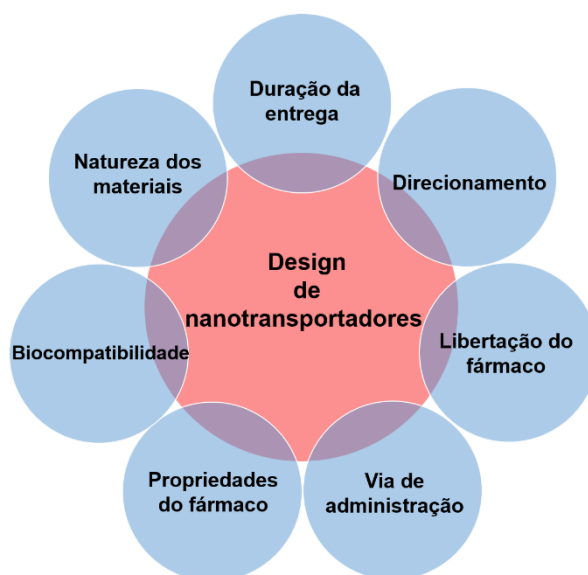 Duração da
entrega
Natureza dos
materiais
Direcionamento
Design
de
nanotransportadores
Biocompatibilidade
Libertação do
fármaco
Propriedades
do fármaco
Via de
administração